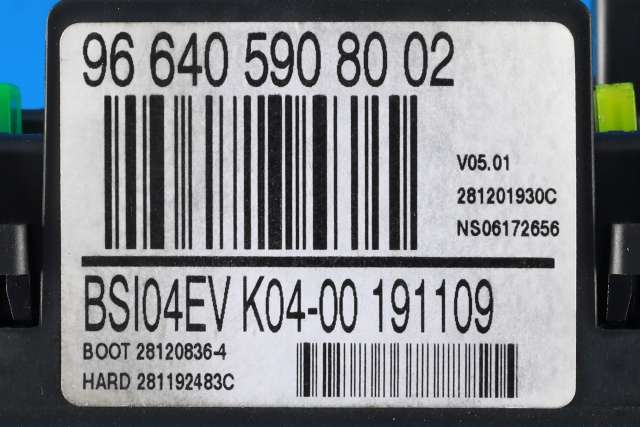 96 640 590 80 02
V05.01
281201930C
NS06172656
BSI04EV K04-00 191109
BOOT 28120836-4
HARD 281192483C